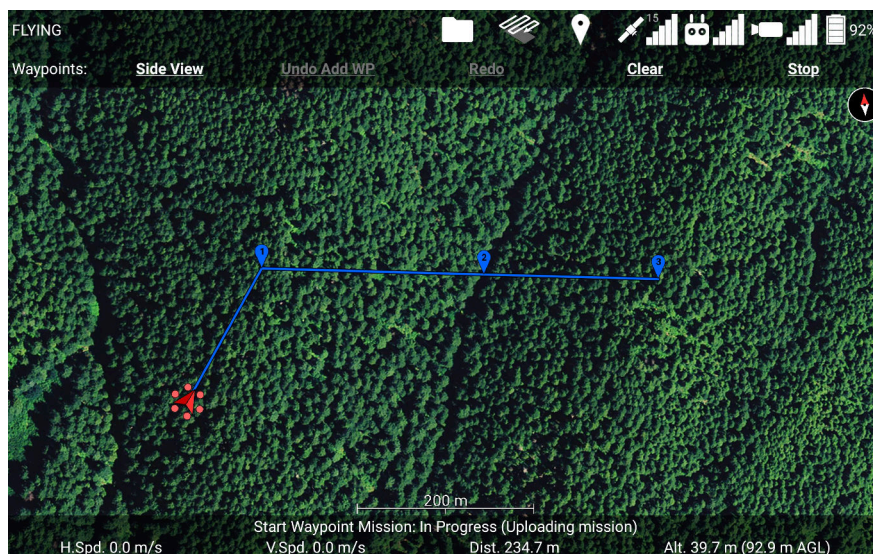 FLYING
15
92%
Waypoints: Side View Undo Add WP Redo Clear Stop
1
2
3
200 m
Start Waypoint Mission: In Progress (Uploading mission)
H.Spd. 0.0 m/s V.Spd. 0.0 m/s Dist. 234.7 m Alt. 39.7 m (92.9 m AGL)